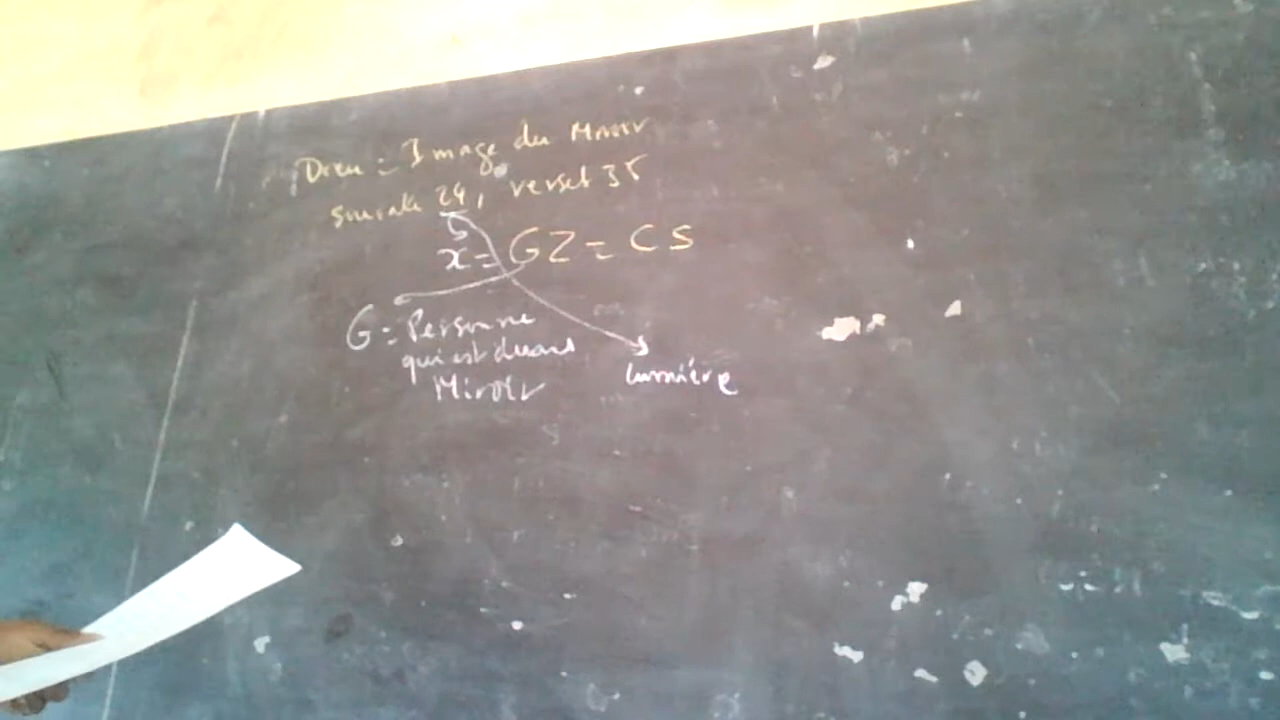 Dieu = Image du Miroir
sourate 24, verset 35
x = GZ = CS
G = Personne
qui est devant
Miroir
lumière